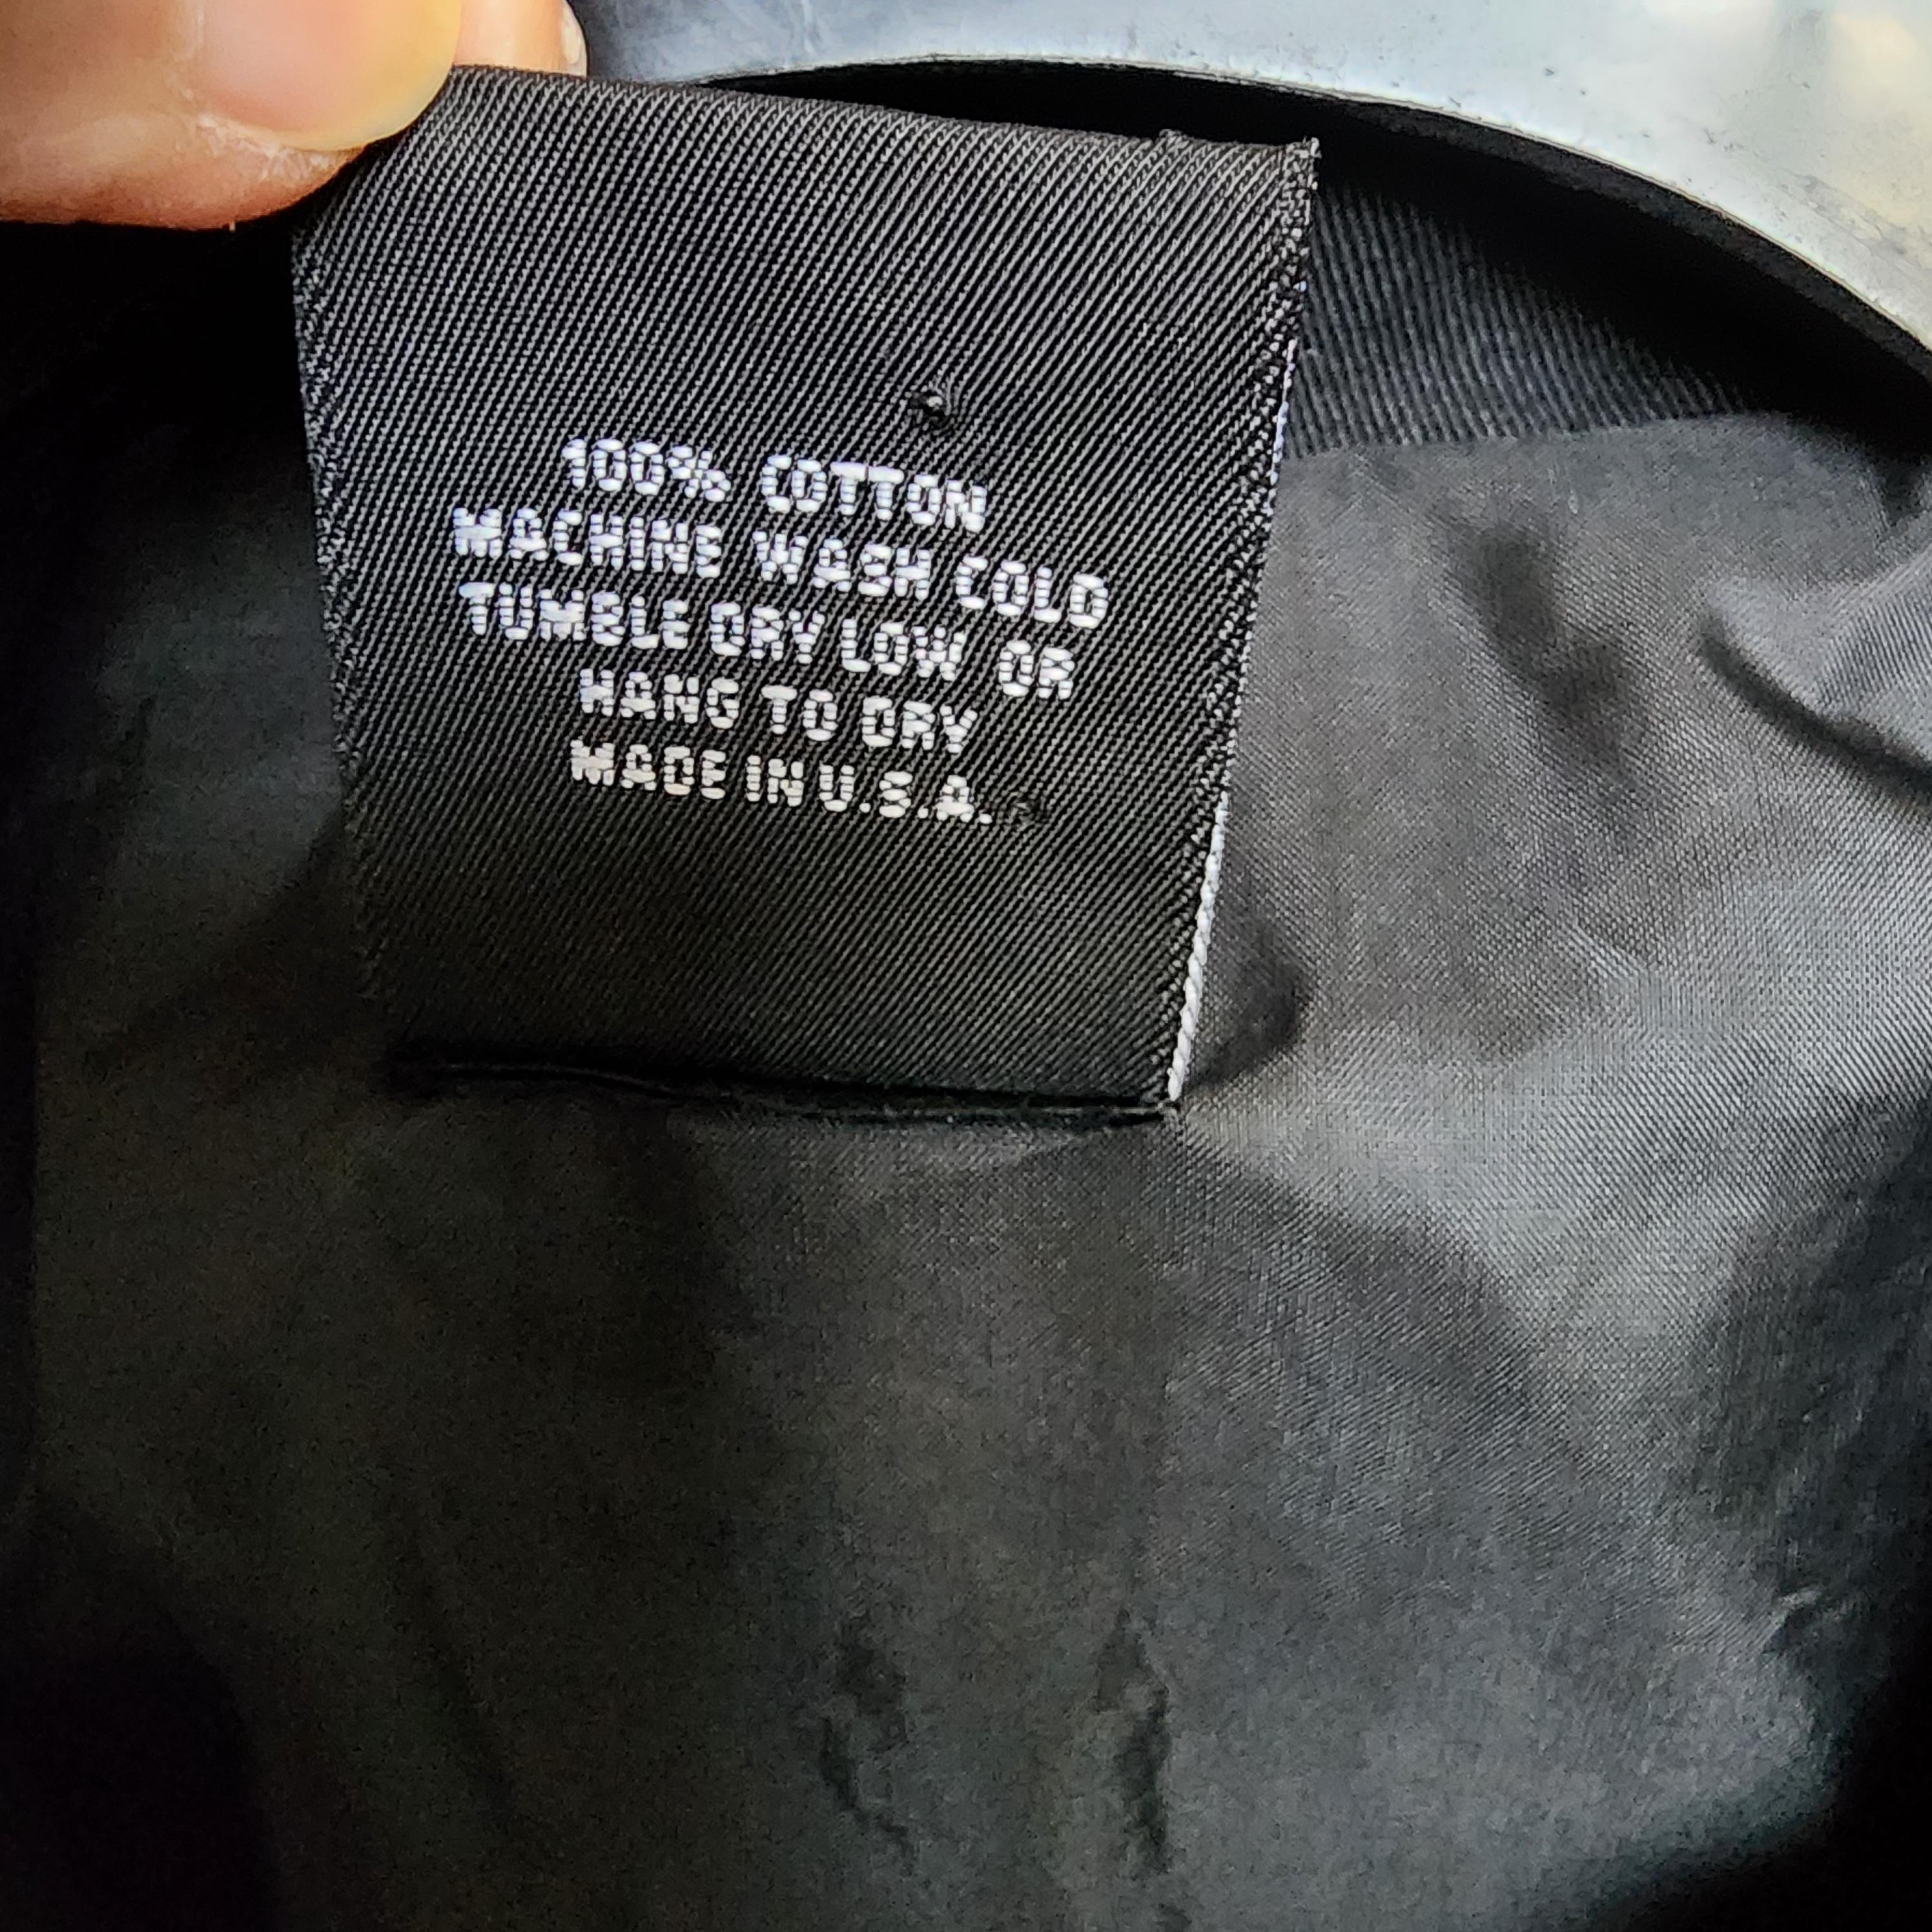 100% COTTON
MACHINE WASH COLD
TUMBLE DRY LOW OR
HANG TO DRY
MADE IN U.S.A.